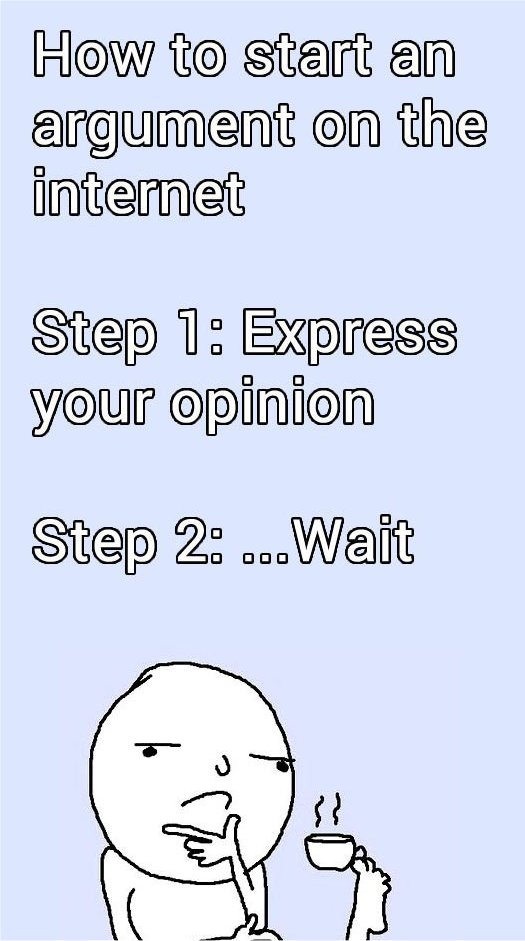 How to start an
argument on the
internet
Step 1: Express
your opinion
Step 2: ...Wait